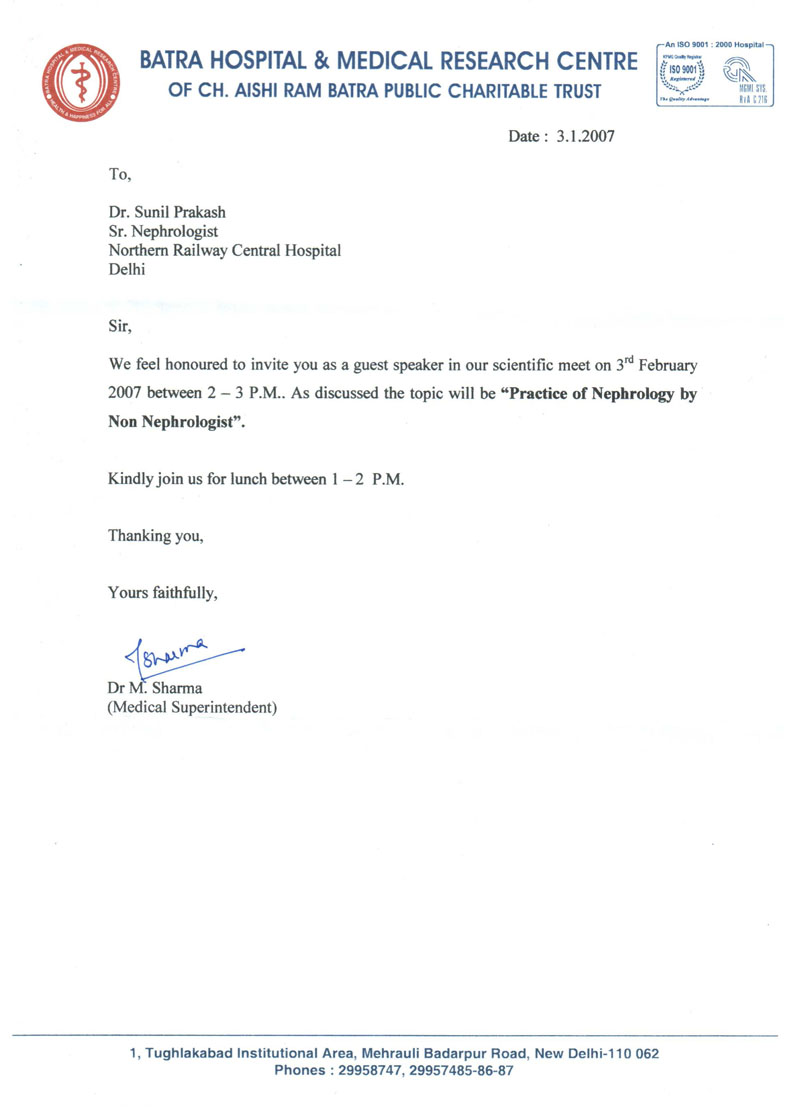 BATRA HOSPITAL & MEDICAL RESEARCH CENTRE
OF CH. AISHI RAM BATRA PUBLIC CHARITABLE TRUST
BATRA HOSPITAL & MEDICAL RESEARCH CENTRE
HEALTH & HAPPINESS FOR ALL
An ISO 9001 : 2000 Hospital
KPMG Quality Registrar
ISO 9001
Registered
The Quality Advantage
MGMT SYS.
RvA C 216
Date : 3.1.2007
To,
Dr. Sunil Prakash
Sr. Nephrologist
Northern Railway Central Hospital
Delhi
Sir,
We feel honoured to invite you as a guest speaker in our scientific meet on 3rd February
2007 between 2 – 3 P.M.. As discussed the topic will be “Practice of Nephrology by
Non Nephrologist”.
Kindly join us for lunch between 1 – 2 P.M.
Thanking you,
Yours faithfully,
Sharma
Dr M. Sharma
(Medical Superintendent)
1, Tughlakabad Institutional Area, Mehrauli Badarpur Road, New Delhi-110 062
Phones : 29958747, 29957485-86-87